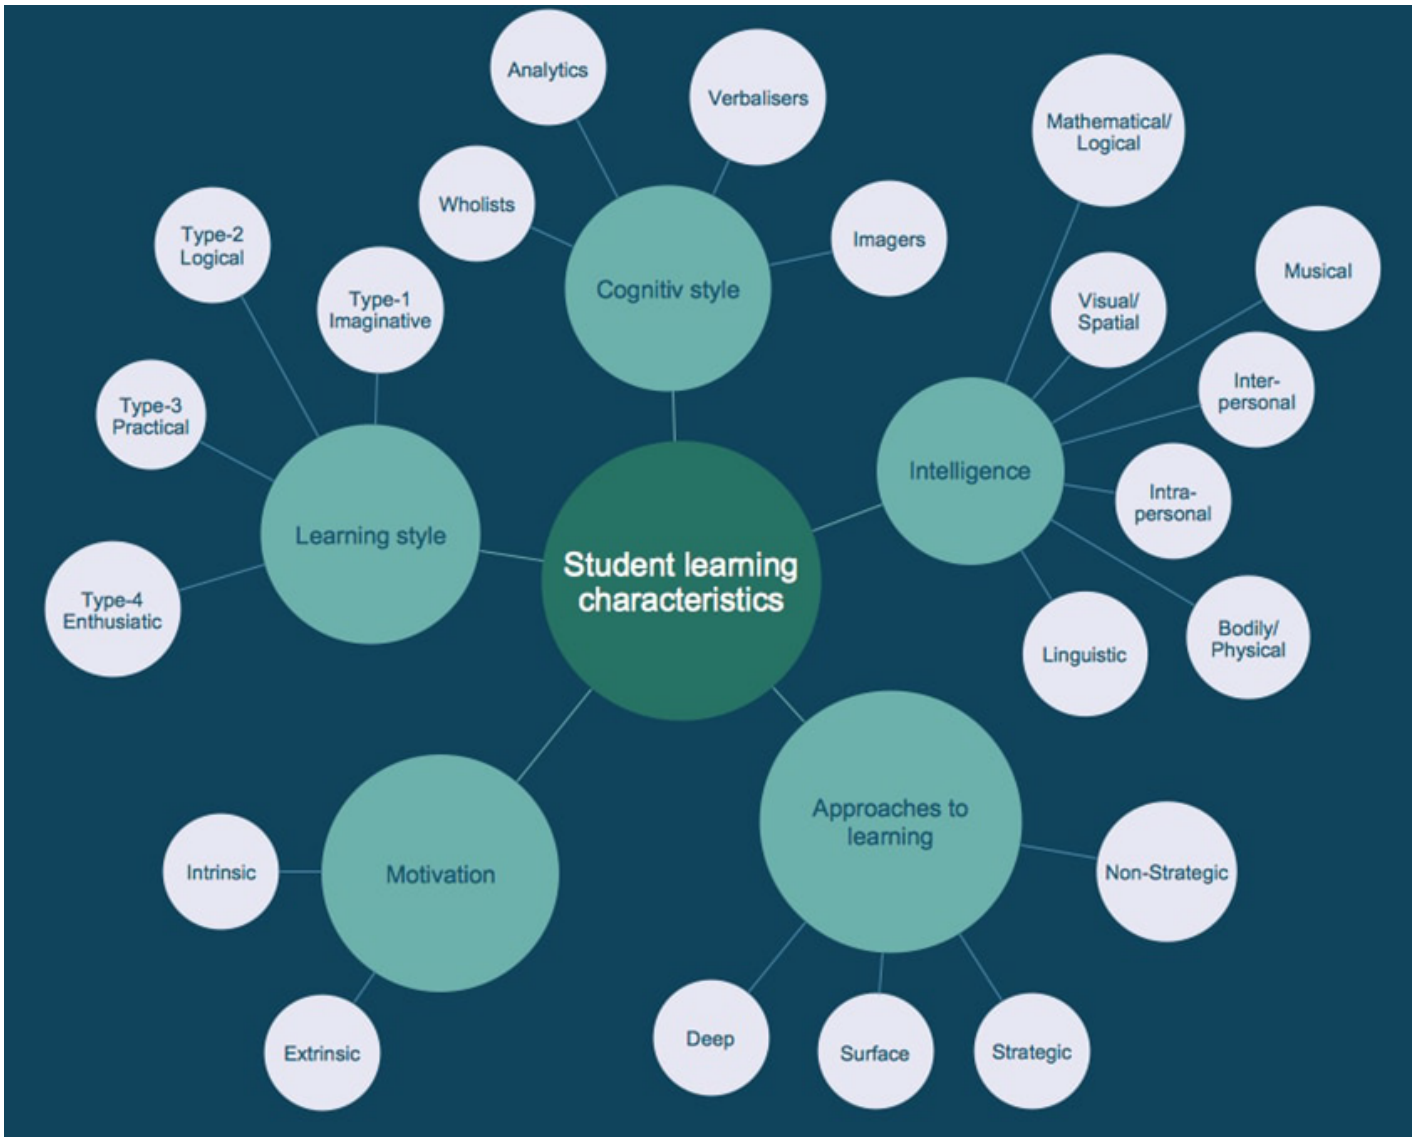 Analytics
Verbalisers
Mathematical/
Logical
Wholists
Type-2
Logical
Imagers
Musical
Cognitiv style
Type-1
Imaginative
Visual/
Spatial
Inter-
personal
Type-3
Practical
Intelligence
Intra-
personal
Learning style
Student learning
characteristics
Type-4
Enthusiatic
Linguistic
Bodily/
Physical
Approaches to
learning
Intrinsic
Motivation
Non-Strategic
Deep
Surface
Strategic
Extrinsic